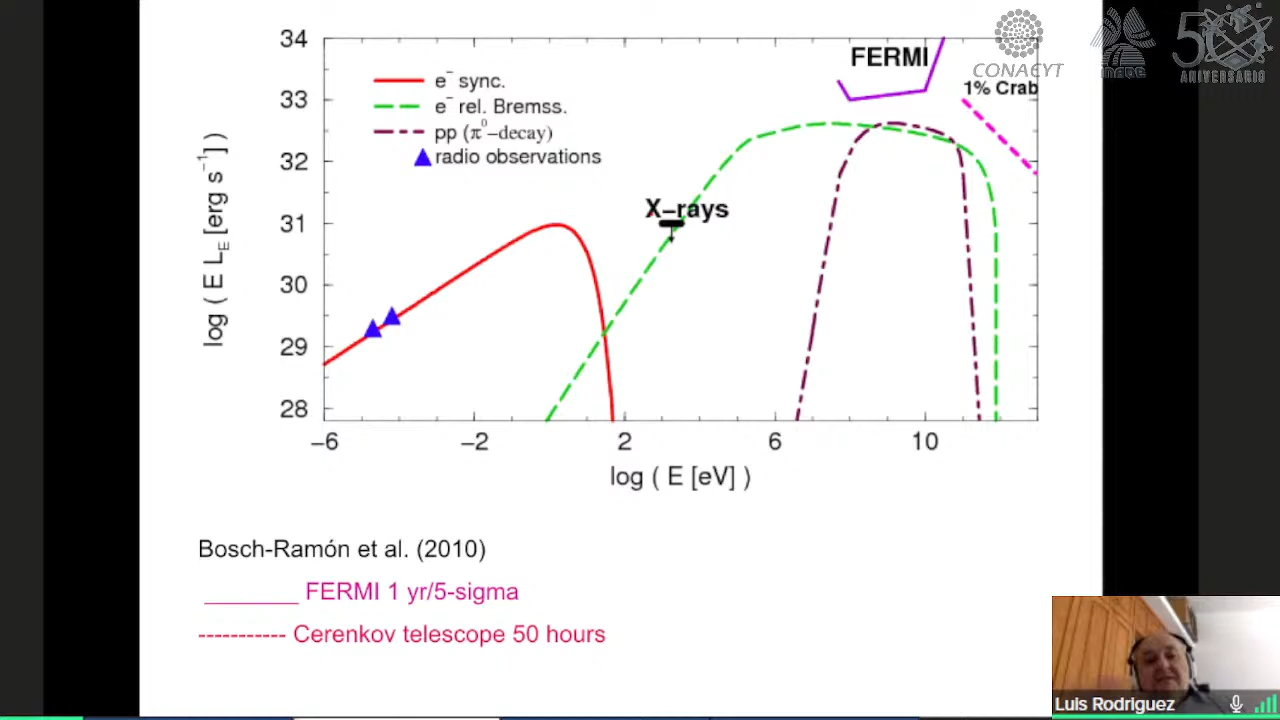 34
33
32
31
30
29
28
−6
−2
2
6
10
log ( E L_E [erg s⁻¹] )
log ( E [eV] )
e⁻ sync.
e⁻ rel. Bremss.
pp (π⁰−decay)
radio observations
X−rays
FERMI
1% Crab
CONACYT
INAOE
50
ANIVERSARIO
Bosch-Ramón et al. (2010)
FERMI 1 yr/5-sigma
Cerenkov telescope 50 hours
Luis Rodriguez